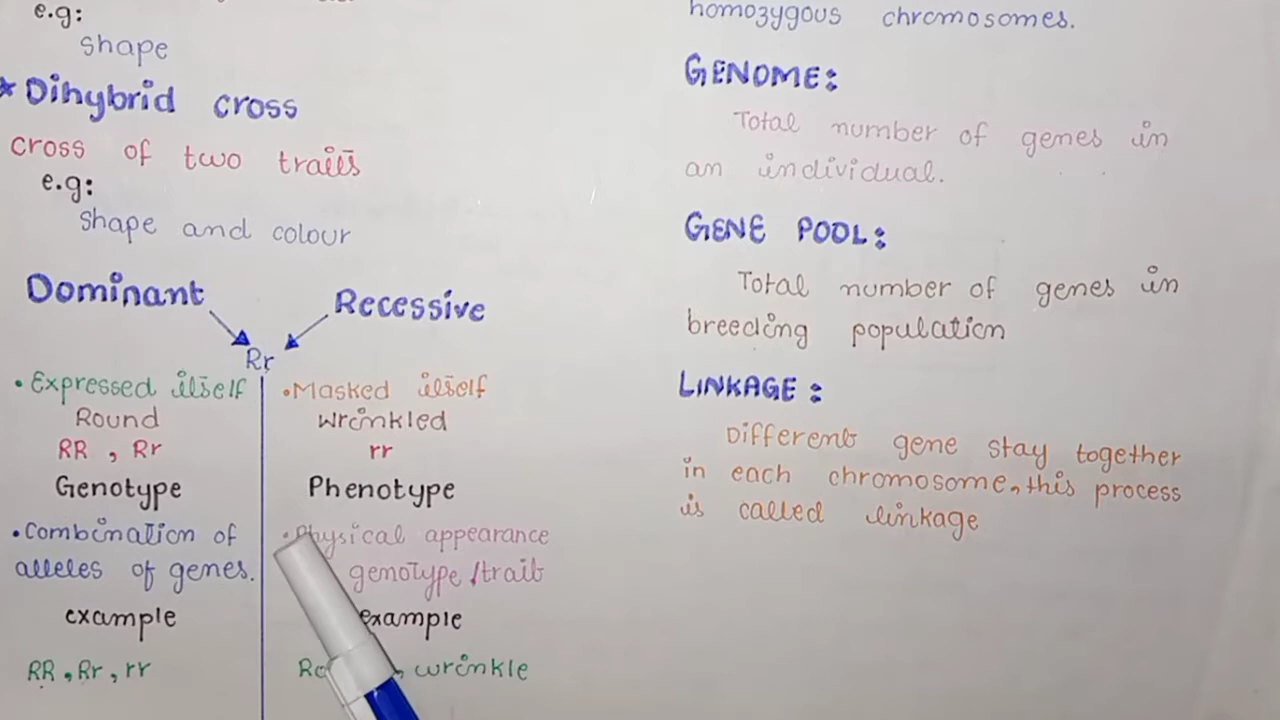 e.g:
shape
* Dihybrid cross
cross of two traits
e.g:
shape and colour
Dominant Recessive
Rr
• Expressed itself • Masked itself
Round wrinkled
RR , Rr rr
Genotype Phenotype
• Combination of • Physical appearance
alleles of genes. genotype/trait
example example
RR , Rr , rr wrinkle
homozygous chromosomes.
GENOME:
Total number of genes in
an individual.
GENE POOL:
Total number of genes in
breeding population
LINKAGE:
Different gene stay together
in each chromosome, this process
is called linkage